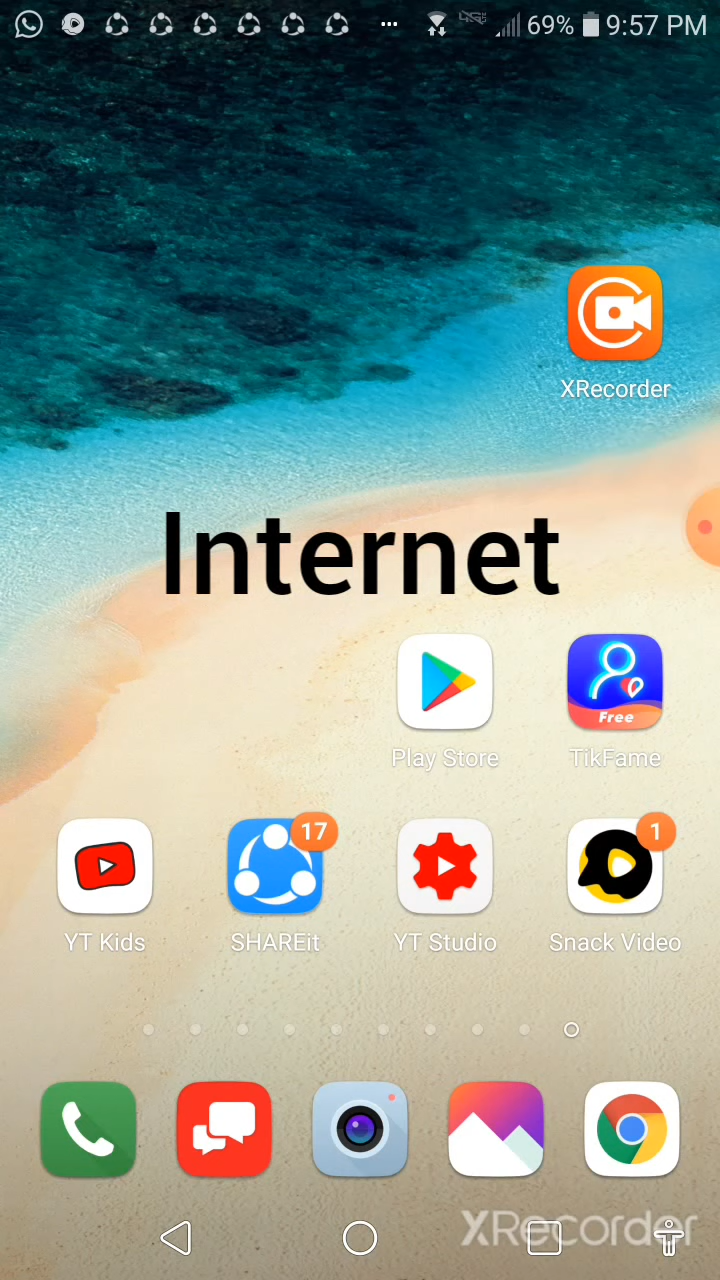 69% 9:57 PM
XRecorder
Internet
Free
Play Store
TikFame
17
1
YT Kids
SHAREit
YT Studio
Snack Video
XRecorder